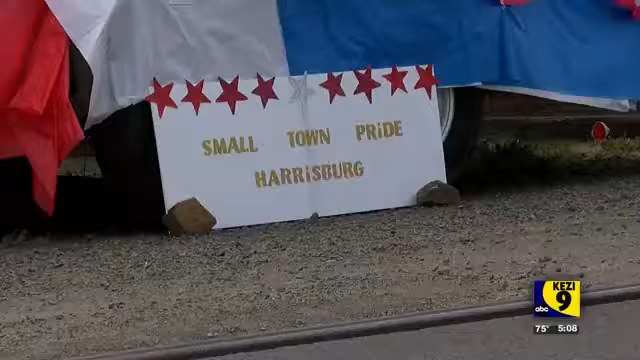 SMALL TOWN PRiDE
HARRiSBURG
KEZI
9
abc
75° 5:08